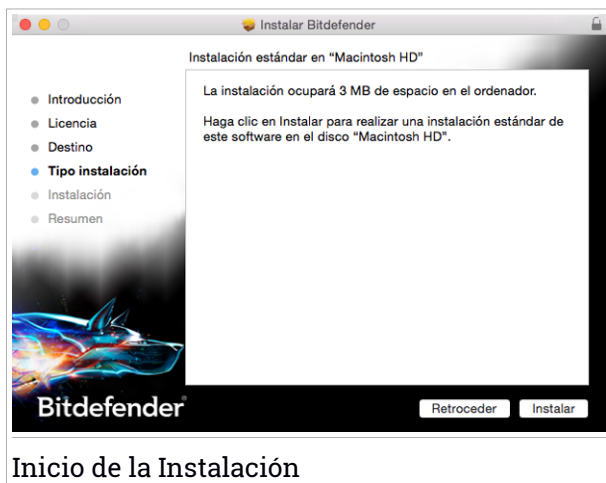 Instalar Bitdefender
Instalación estándar en “Macintosh HD”
Introducción
Licencia
Destino
Tipo instalación
Instalación
Resumen
La instalación ocupará 3 MB de espacio en el ordenador.
Haga clic en Instalar para realizar una instalación estándar de
este software en el disco “Macintosh HD”.
Bitdefender
Retroceder
Instalar
Inicio de la Instalación